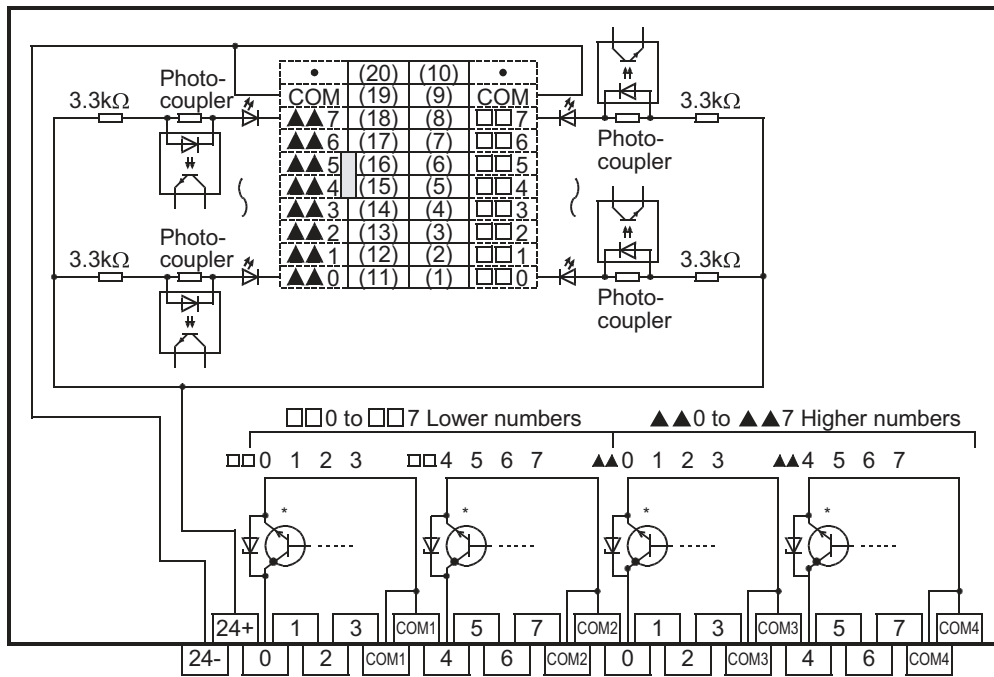 • (20) (10) •
COM (19) (9) COM
▲▲7 (18) (8) □□7
▲▲6 (17) (7) □□6
▲▲5 (16) (6) □□5
▲▲4 (15) (5) □□4
▲▲3 (14) (4) □□3
▲▲2 (13) (3) □□2
▲▲1 (12) (2) □□1
▲▲0 (11) (1) □□0
3.3kΩ
Photo-
coupler
Photo-
coupler
3.3kΩ
3.3kΩ
Photo-
coupler
Photo-
coupler
3.3kΩ
□□0 to □□7 Lower numbers ▲▲0 to ▲▲7 Higher numbers
□□0 1 2 3 □□4 5 6 7 ▲▲0 1 2 3 ▲▲4 5 6 7
* * * *
24+ 1 3 COM1 5 7 COM2 1 3 COM3 5 7 COM4
24- 0 2 COM1 4 6 COM2 0 2 COM3 4 6 COM4